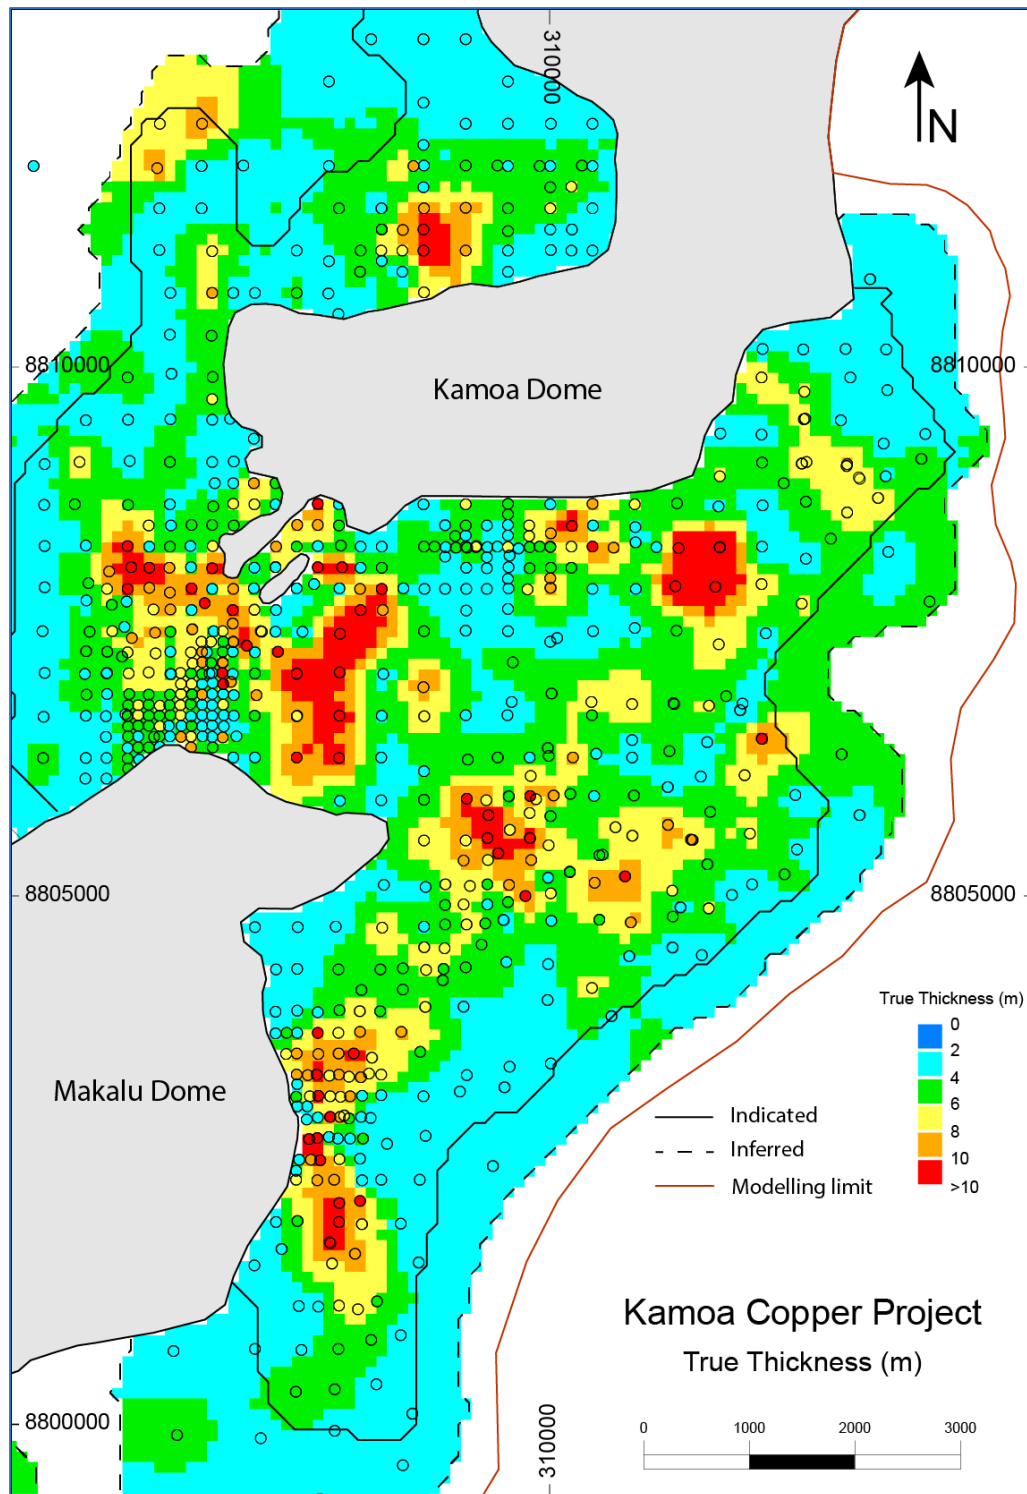 310000
N
8810000
8810000
Kamoa Dome
8805000
8805000
True Thickness (m)
0
2
4
6
8
10
>10
Makalu Dome
Indicated
Inferred
Modelling limit
Kamoa Copper Project
True Thickness (m)
8800000
310000
0
1000
2000
3000